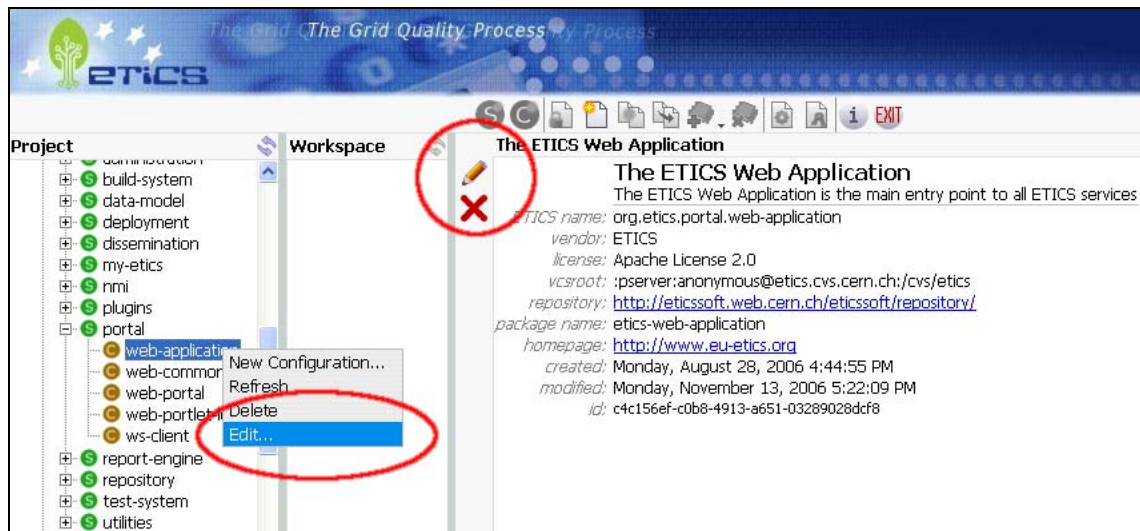 The Grid Quality Process
eTiCS
S C A i EXIT
Project
Workspace
The ETICS Web Application
administration
build-system
data-model
deployment
dissemination
my-etics
nmi
plugins
portal
web-application
web-common
web-portal
web-portlet
ws-client
report-engine
repository
test-system
utilities
New Configuration...
Refresh
Delete
Edit...
The ETICS Web Application
The ETICS Web Application is the main entry point to all ETICS services
ETICS name: org.etics.portal.web-application
vendor: ETICS
license: Apache License 2.0
vcsroot: :pserver:anonymous@etics.cvs.cern.ch:/cvs/etics
repository: http://eticssoft.web.cern.ch/eticssoft/repository/
package name: etics-web-application
homepage: http://www.eu-etics.org
created: Monday, August 28, 2006 4:44:55 PM
modified: Monday, November 13, 2006 5:22:09 PM
id: c4c156ef-c0b8-4913-a651-03289028dcf8